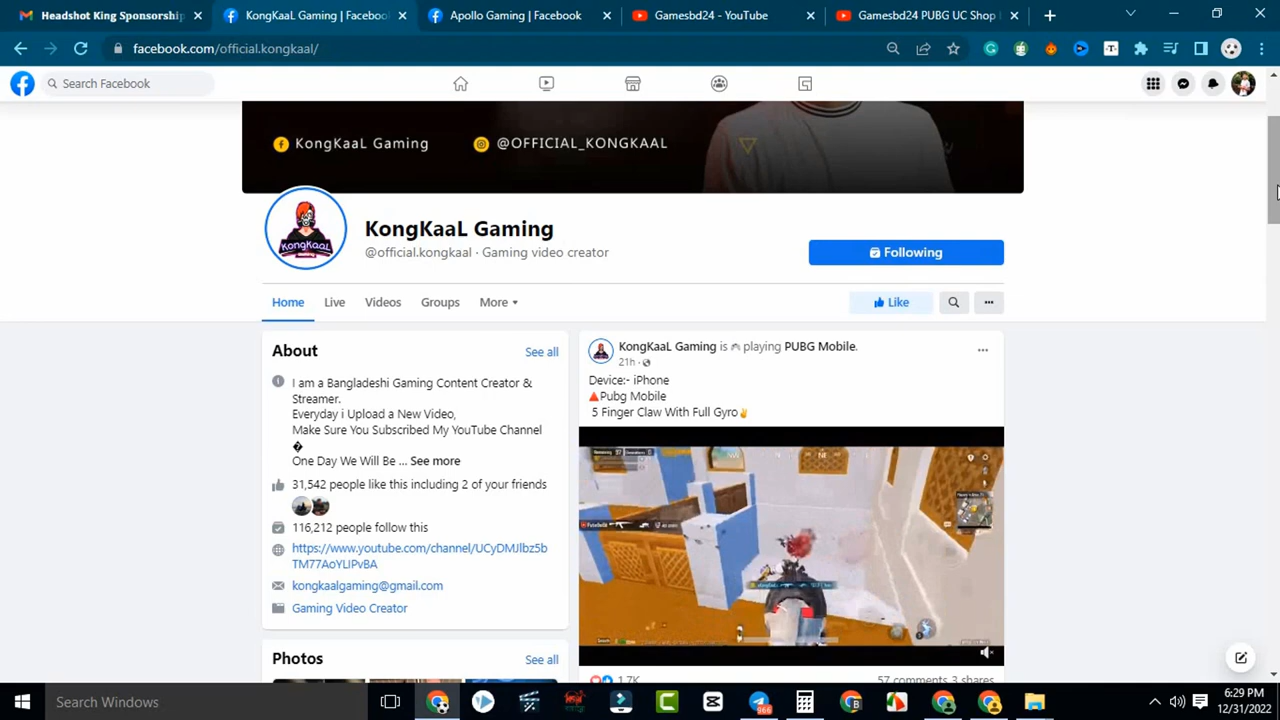 Headshot King Sponsorship
KongKaaL Gaming | Faceboo
Apollo Gaming | Facebook
Gamesbd24 - YouTube
Gamesbd24 PUBG UC Shop
facebook.com/official.kongkaal/
Search Facebook
KongKaaL Gaming
@OFFICIAL_KONGKAAL
KongKaaL
KongKaaL Gaming
@official.kongkaal · Gaming video creator
Following
Home
Live
Videos
Groups
More
Like
About
See all
I am a Bangladeshi Gaming Content Creator &
Streamer.
Everyday i Upload a New Video,
Make Sure You Subscribed My YouTube Channel
�
One Day We Will Be ... See more
31,542 people like this including 2 of your friends
116,212 people follow this
https://www.youtube.com/channel/UCyDMJlbz5b
TM77AoYLIPvBA
kongkaalgaming@gmail.com
Gaming Video Creator
Photos
See all
KongKaaL Gaming is 🎮 playing PUBG Mobile.
21h ·
Device:- iPhone
🔺Pubg Mobile
5 Finger Claw With Full Gyro✌
1.7K
57 comments 3 shares
Search Windows
966
6:29 PM
12/31/2022